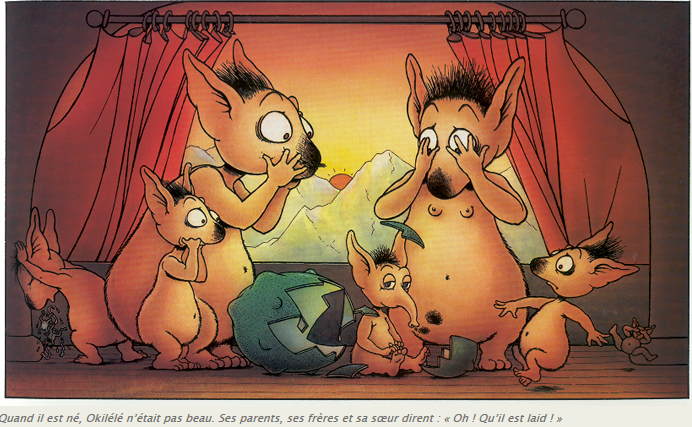 Quand il est né, Okilélé n'était pas beau. Ses parents, ses frères et sa sœur dirent : « Oh ! Qu'il est laid ! »